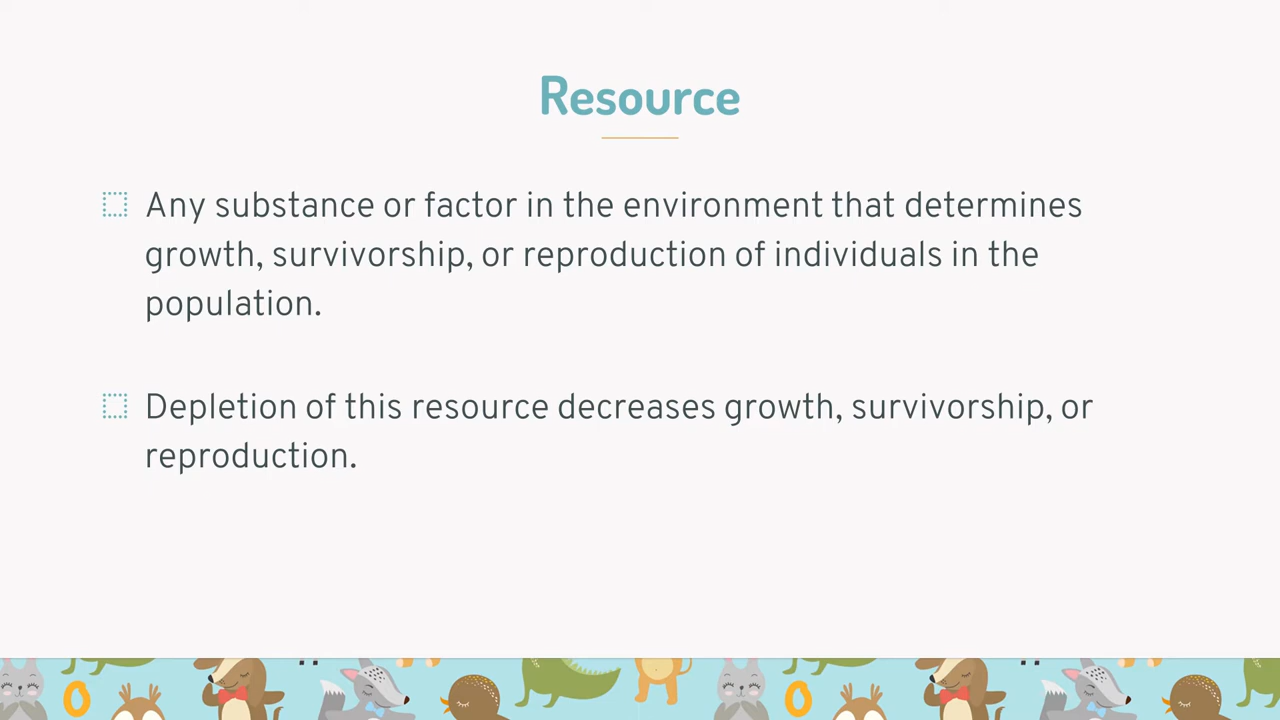 Resource
Any substance or factor in the environment that determines
growth, survivorship, or reproduction of individuals in the
population.
Depletion of this resource decreases growth, survivorship, or
reproduction.